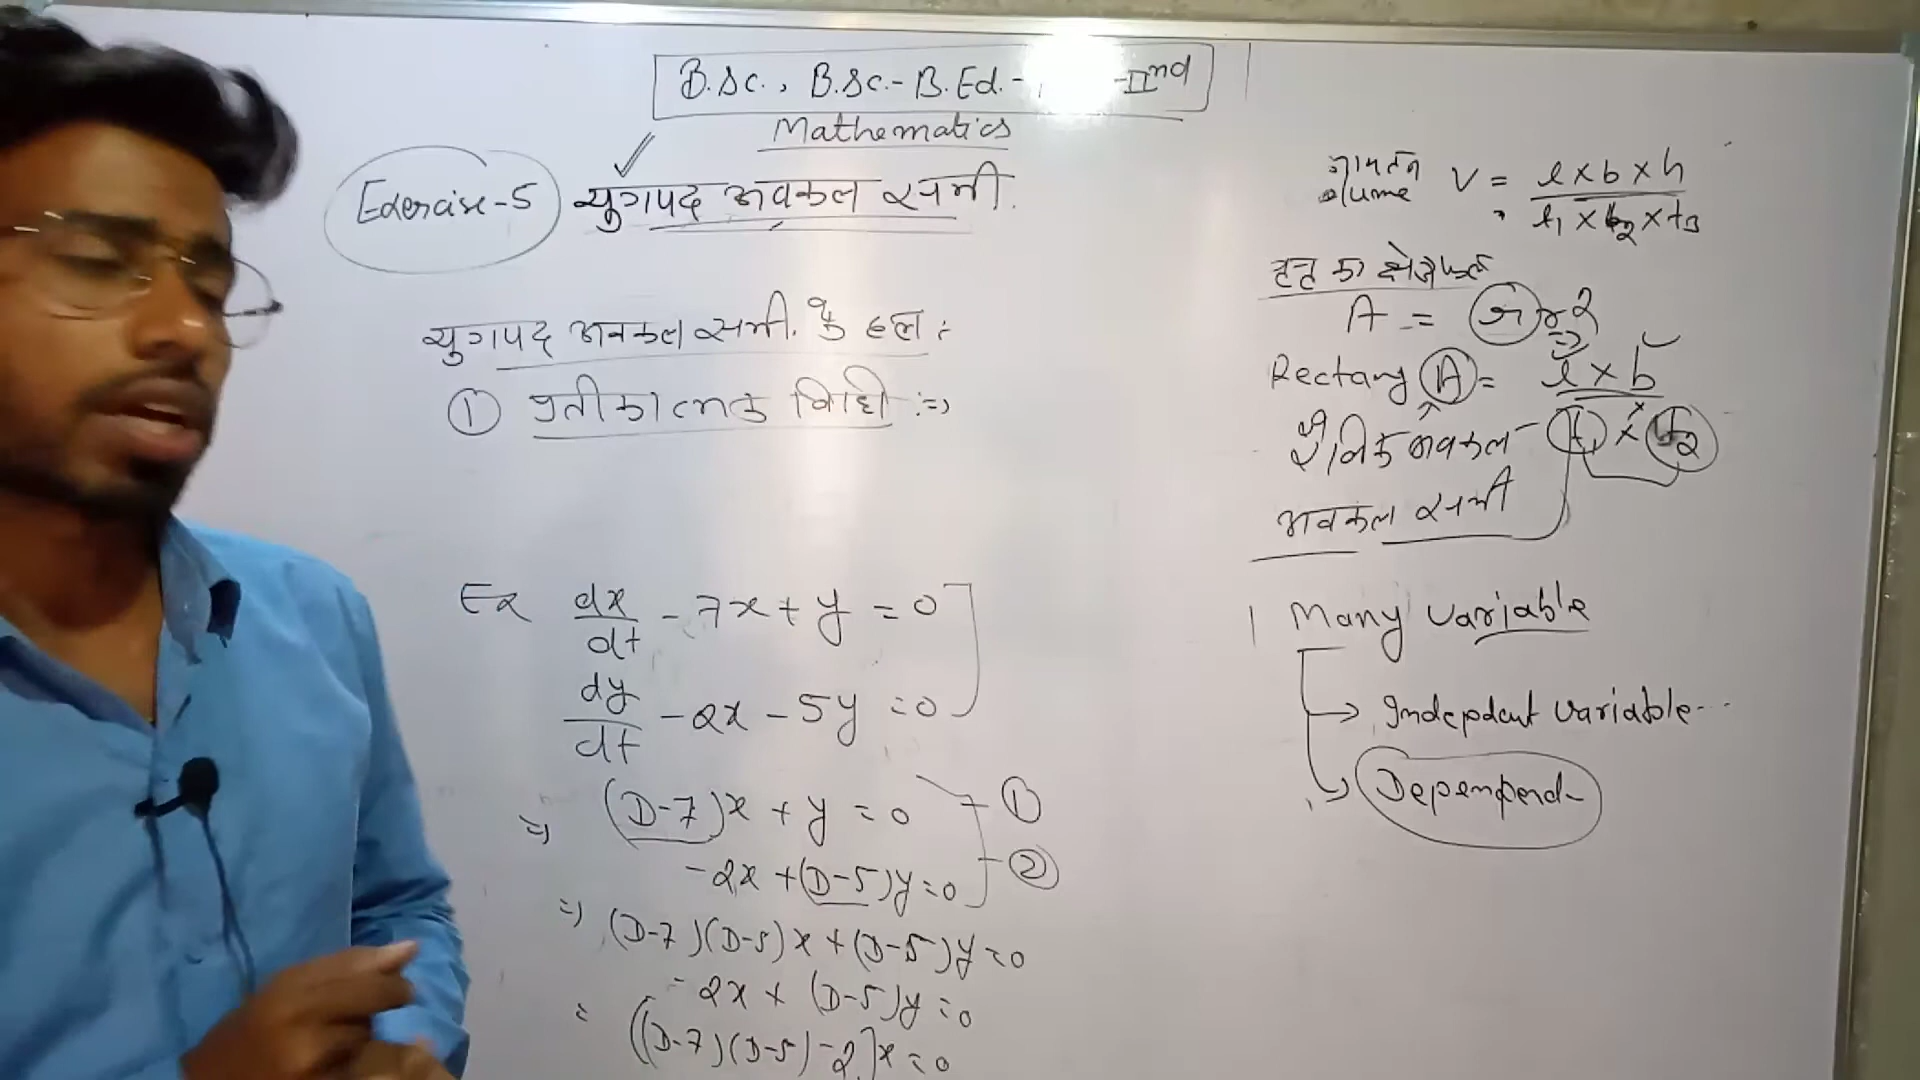 B.Sc., B.Sc.-B.Ed.- -IInd
Mathematics
Exercise-5 युगपद अवकल समी.
युगपद अवकल समी. के हल :
① प्रतीकात्मक विधी :⇒
Ex dx/dt - 7x + y = 0
dy/dt - 2x - 5y = 0
⇒ (D-7)x + y = 0 - ①
-2x + (D-5)y = 0 - ②
⇒ (D-7)(D-5)x + (D-5)y = 0
-2x + (D-5)y = 0
= ((D-7)(D-5) - 2]x = 0
आयतन
olume V = l×b×h
t₁ × t₂ × t₃
का क्षेत्रफल
A = πr2
Rectang A = l × b
अवकल - t₁ × t₂
अवकल समी
Many variable
→ Indepdent variable--
Depenpend-